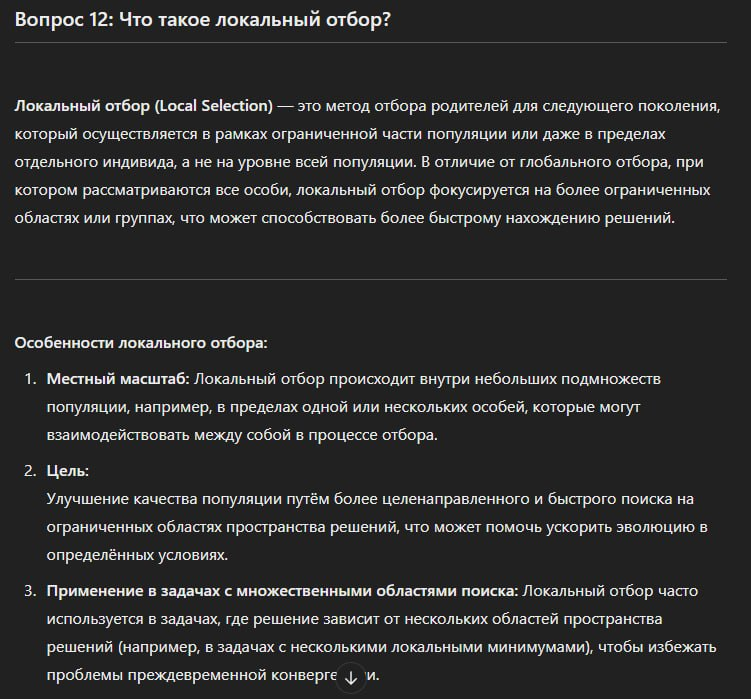 Вопрос 12: Что такое локальный отбор?
Локальный отбор (Local Selection) — это метод отбора родителей для следующего поколения,
который осуществляется в рамках ограниченной части популяции или даже в пределах
отдельного индивида, а не на уровне всей популяции. В отличие от глобального отбора, при
котором рассматриваются все особи, локальный отбор фокусируется на более ограниченных
областях или группах, что может способствовать более быстрому нахождению решений.
Особенности локального отбора:
1. Местный масштаб: Локальный отбор происходит внутри небольших подмножеств
популяции, например, в пределах одной или нескольких особей, которые могут
взаимодействовать между собой в процессе отбора.
2. Цель:
Улучшение качества популяции путём более целенаправленного и быстрого поиска на
ограниченных областях пространства решений, что может помочь ускорить эволюцию в
определённых условиях.
3. Применение в задачах с множественными областями поиска: Локальный отбор часто
используется в задачах, где решение зависит от нескольких областей пространства
решений (например, в задачах с несколькими локальными минимумами), чтобы избежать
проблемы преждевременной